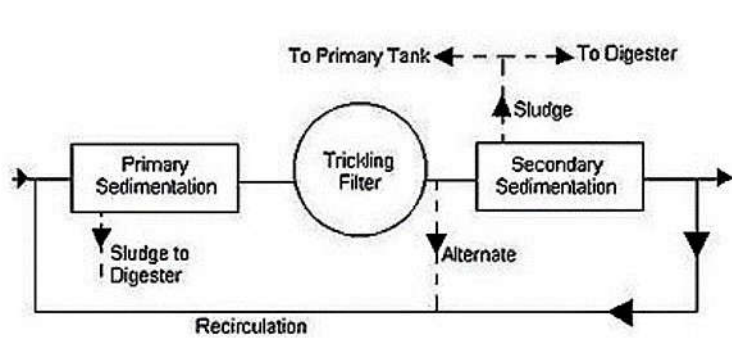 To Primary Tank
To Digester
Sludge
Primary
Sedimentation
Trickling
Filter
Secondary
Sedimentation
Sludge to
Digester
Alternate
Recirculation